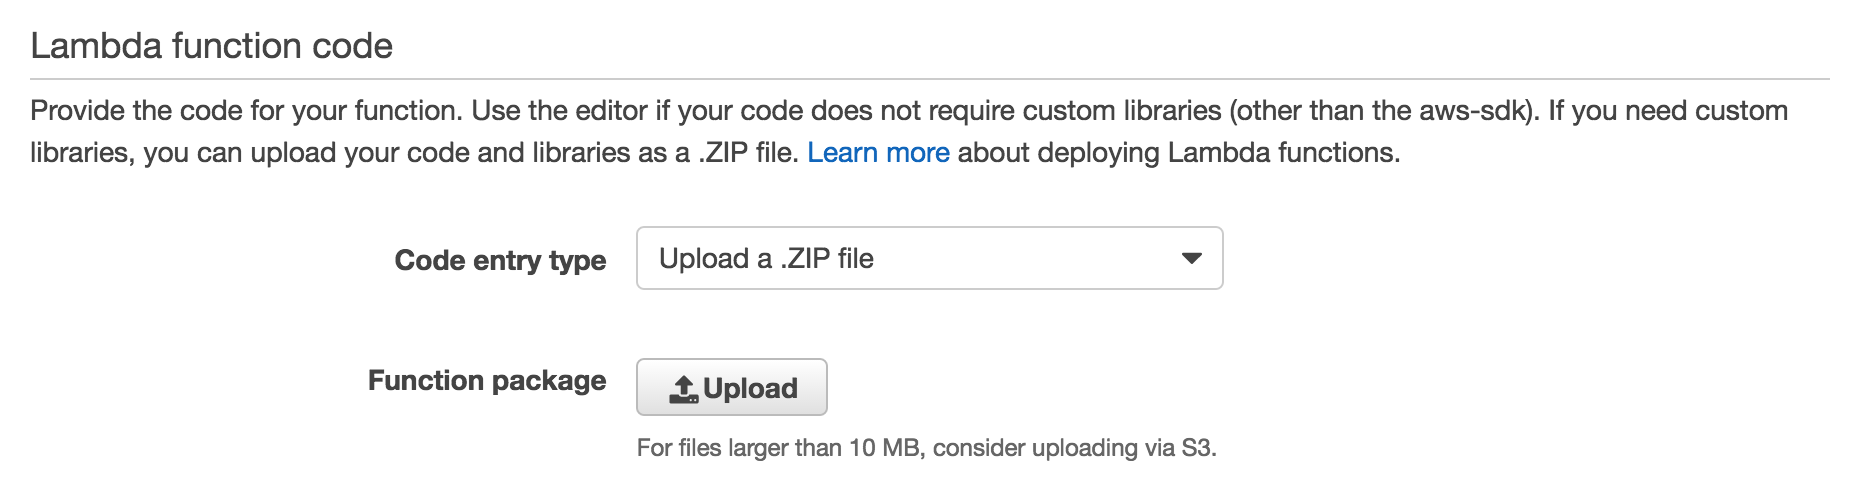 Lambda function code
Provide the code for your function. Use the editor if your code does not require custom libraries (other than the aws-sdk). If you need custom
libraries, you can upload your code and libraries as a .ZIP file. Learn more about deploying Lambda functions.
Code entry type
Upload a .ZIP file
Function package
Upload
For files larger than 10 MB, consider uploading via S3.